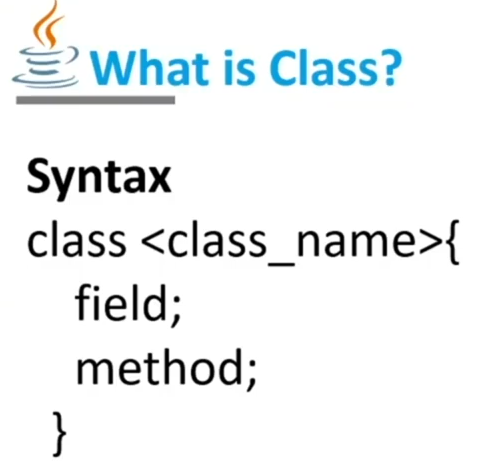 What is Class?
Syntax
class <class_name>{
field;
method;
}